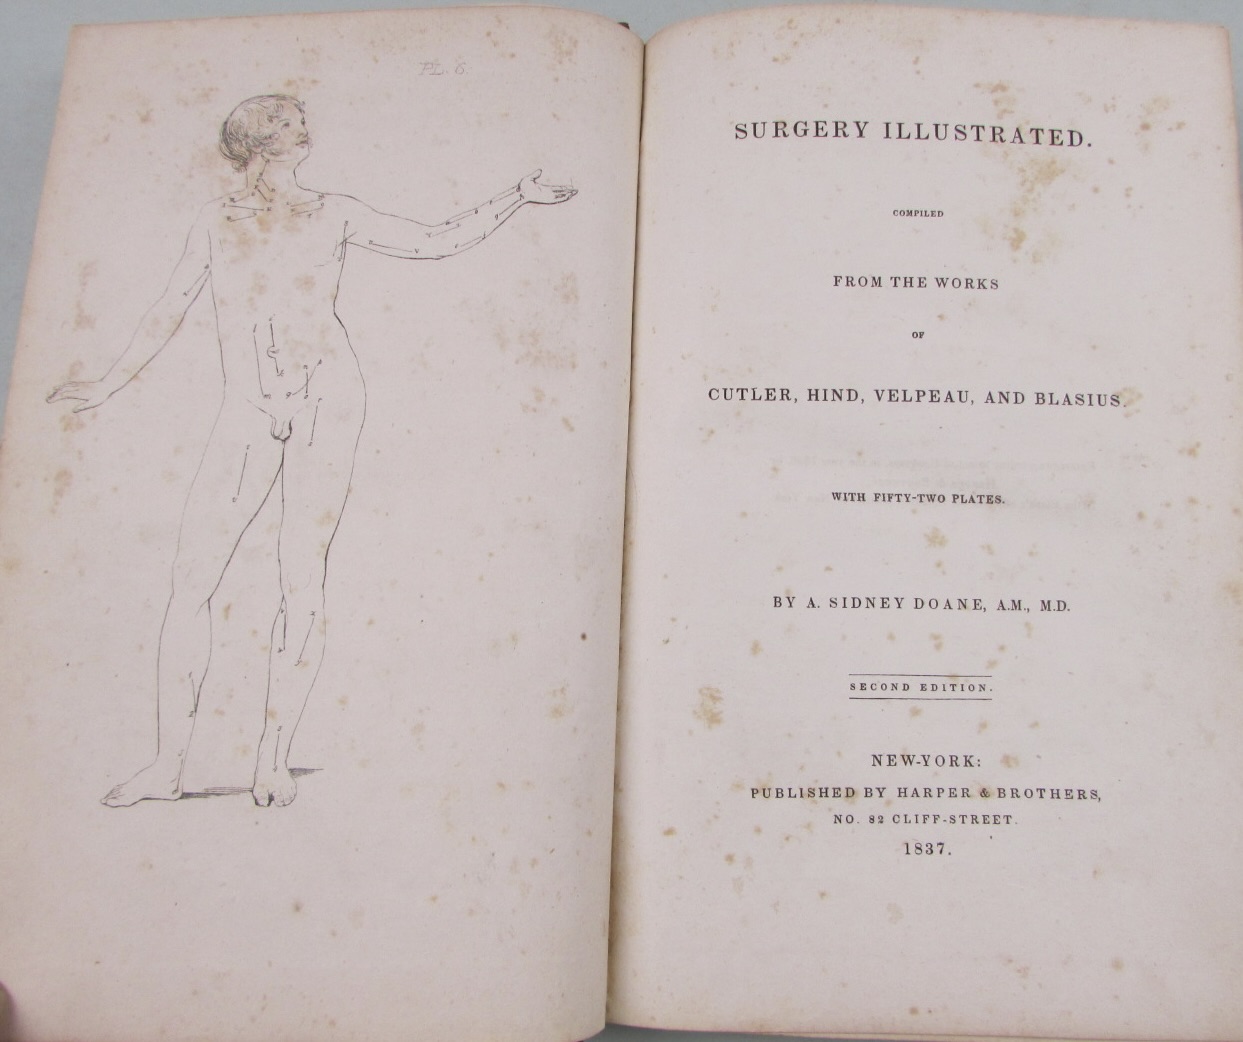 PL. 6.
SURGERY ILLUSTRATED.
COMPILED
FROM THE WORKS
OF
CUTLER, HIND, VELPEAU, AND BLASIUS.
WITH FIFTY-TWO PLATES.
BY A. SIDNEY DOANE, A.M., M.D.
SECOND EDITION.
NEW-YORK:
PUBLISHED BY HARPER & BROTHERS,
NO. 82 CLIFF-STREET.
1837.